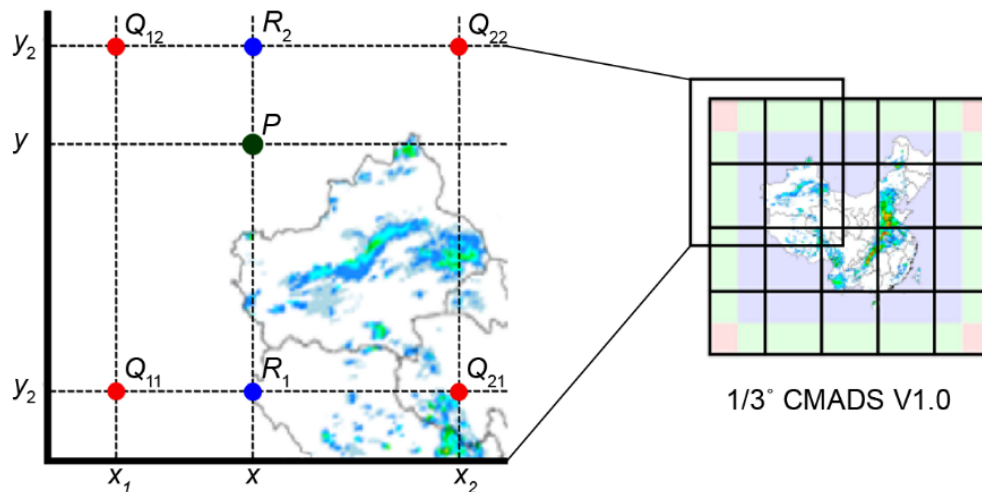 y₂ Q₁₂ R₂ Q₂₂
y P
y₂ Q₁₁ R₁ Q₂₁
x₁ x x₂
1/3° CMADS V1.0